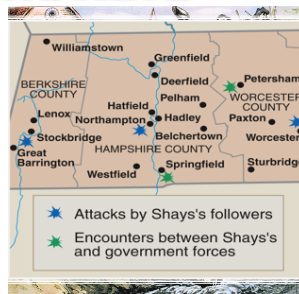 Williamstown
Greenfield
Deerfield
Petersham
BERKSHIRE
COUNTY
Pelham
WORCESTER
COUNTY
Hatfield
Lenox
Northampton
Hadley
Paxton
Stockbridge
Belchertown
Worcester
Great
Barrington
HAMPSHIRE COUNTY
Springfield
Sturbridg
Westfield
Attacks by Shays's followers
Encounters between Shays's
and government forces